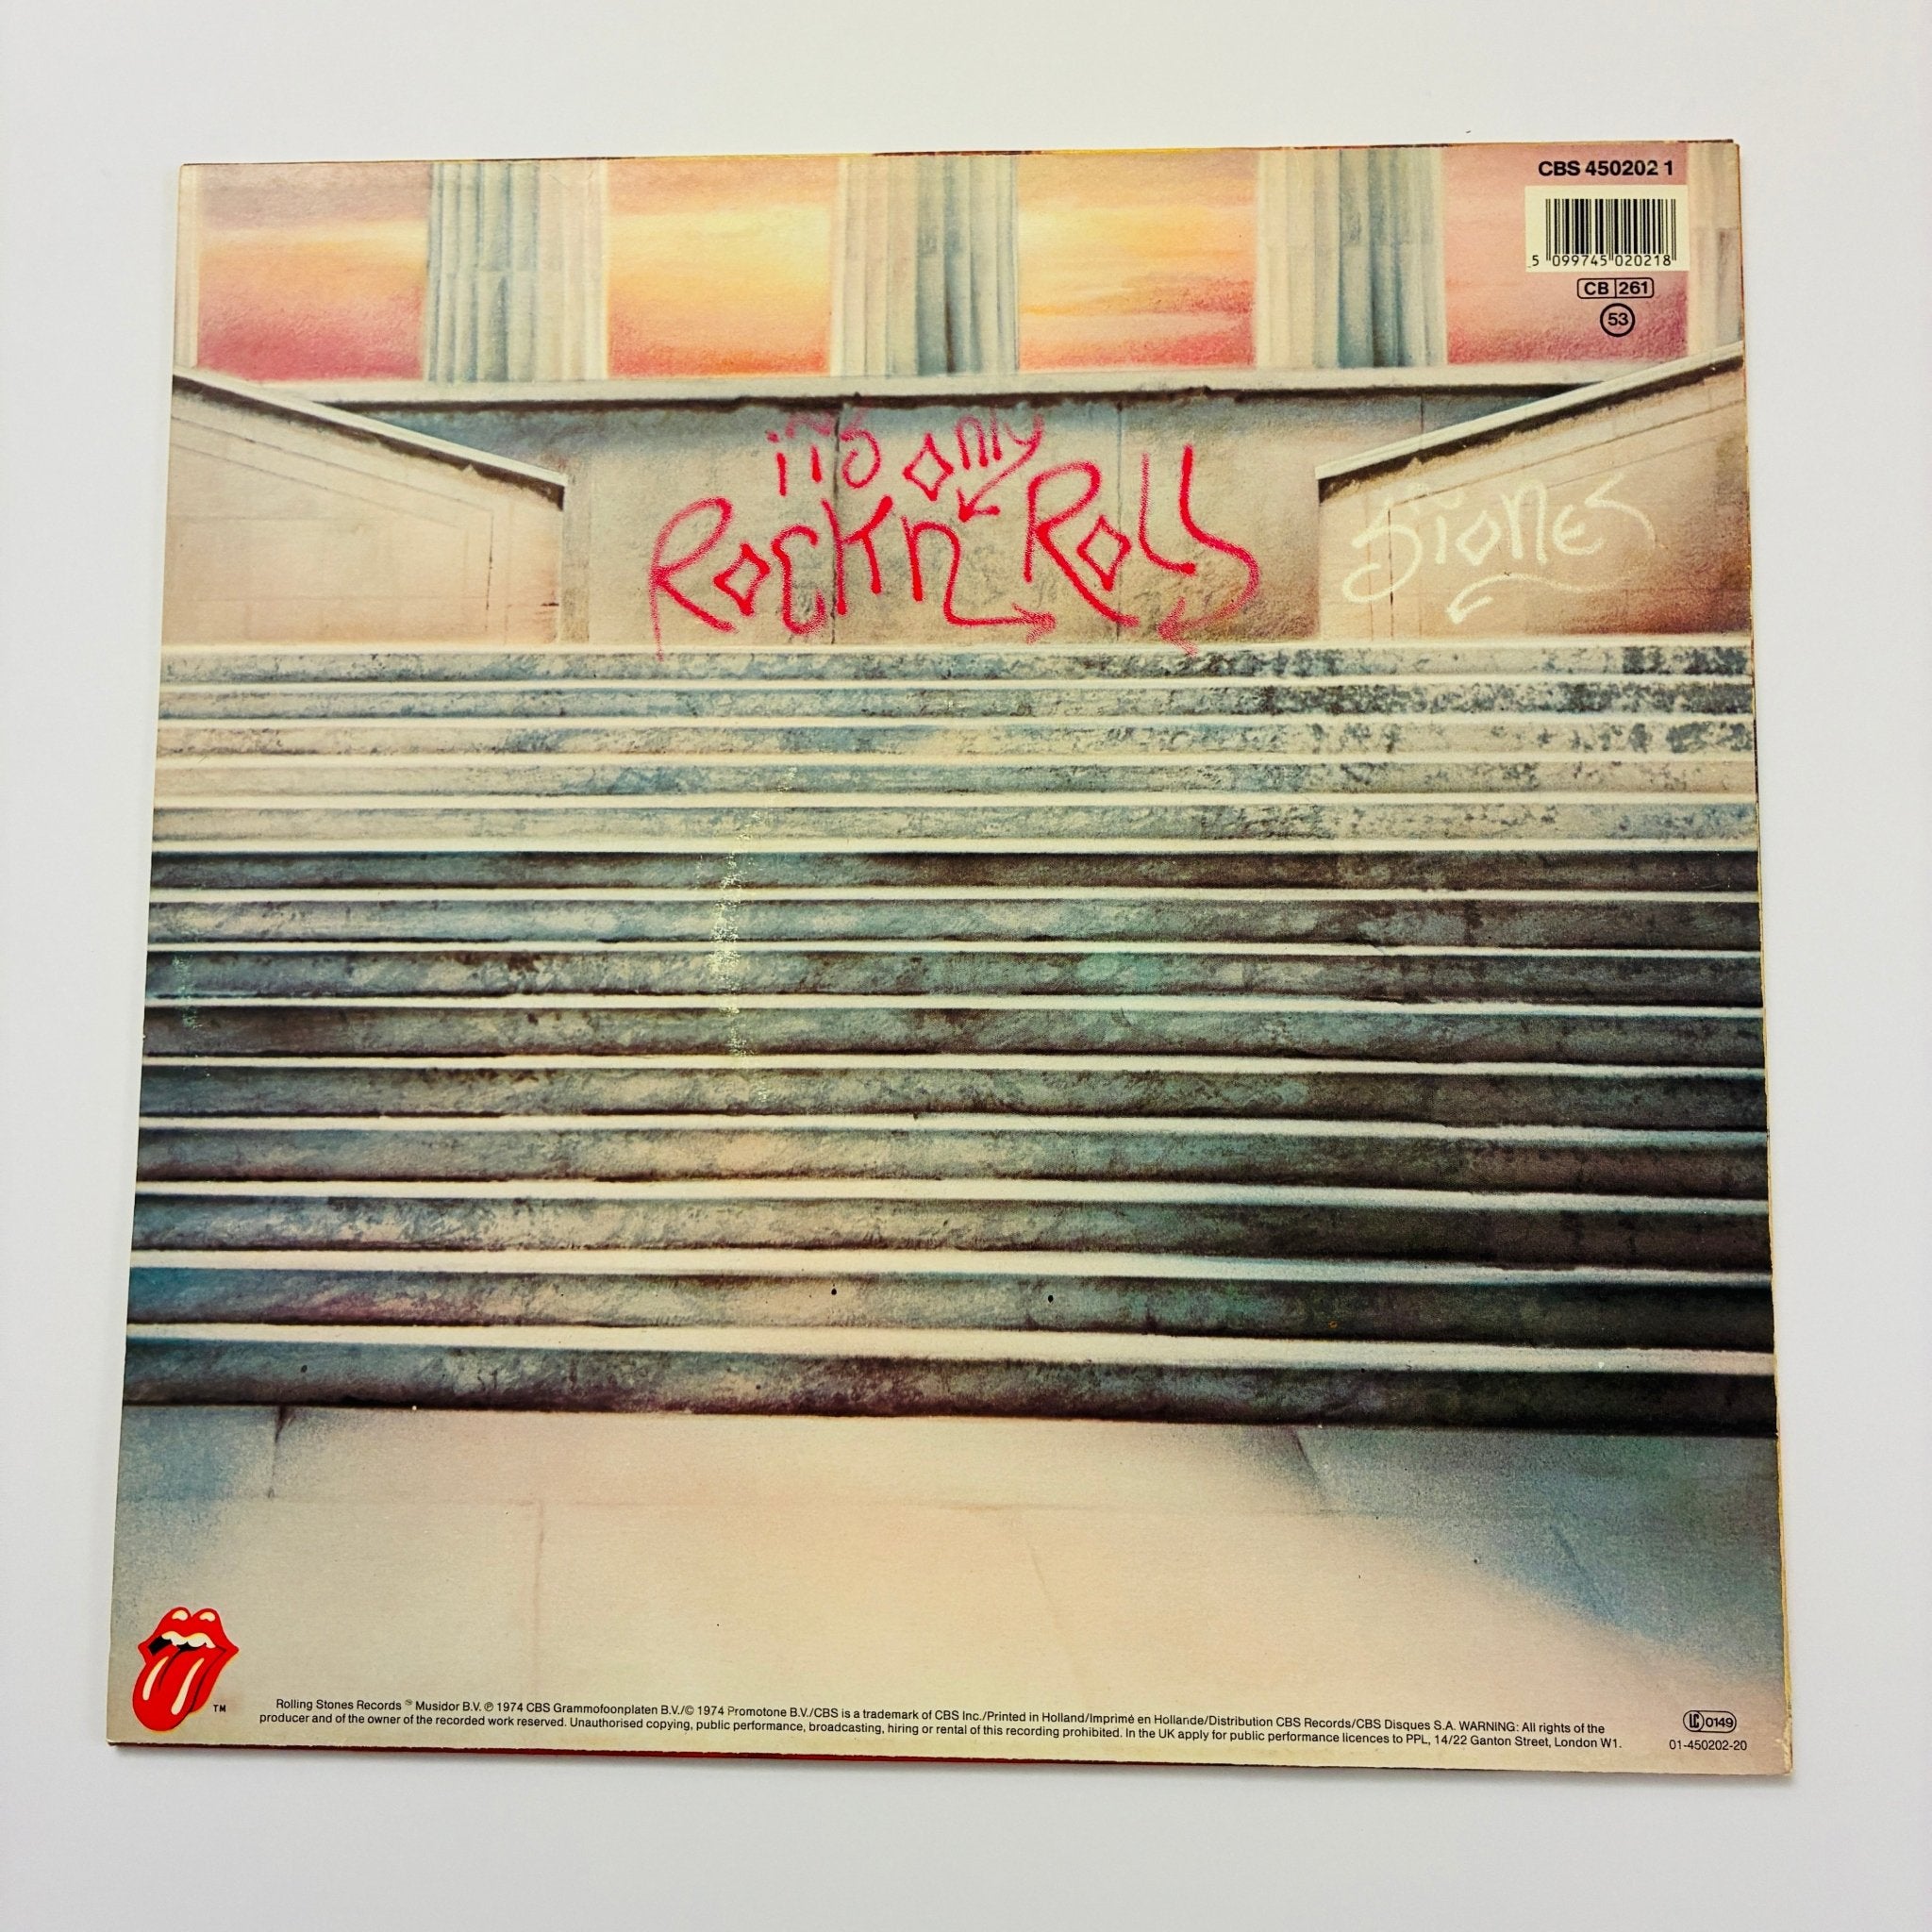 CBS 450202 1
5 099745 020218
CB 261
53
it's only
Rock n Roll
Stones
TM
Rolling Stones Records ™ Musidor B.V. ℗ 1974 CBS Grammofoonplaten B.V./© 1974 Promotone B.V./CBS is a trademark of CBS Inc./Printed in Holland/Imprimé en Hollande/Distribution CBS Records/CBS Disques S.A. WARNING: All rights of the
producer and of the owner of the recorded work reserved. Unauthorised copying, public performance, broadcasting, hiring or rental of this recording prohibited. In the UK apply for public performance licences to PPL, 14/22 Ganton Street, London W1.
LC 0149
01-450202-20